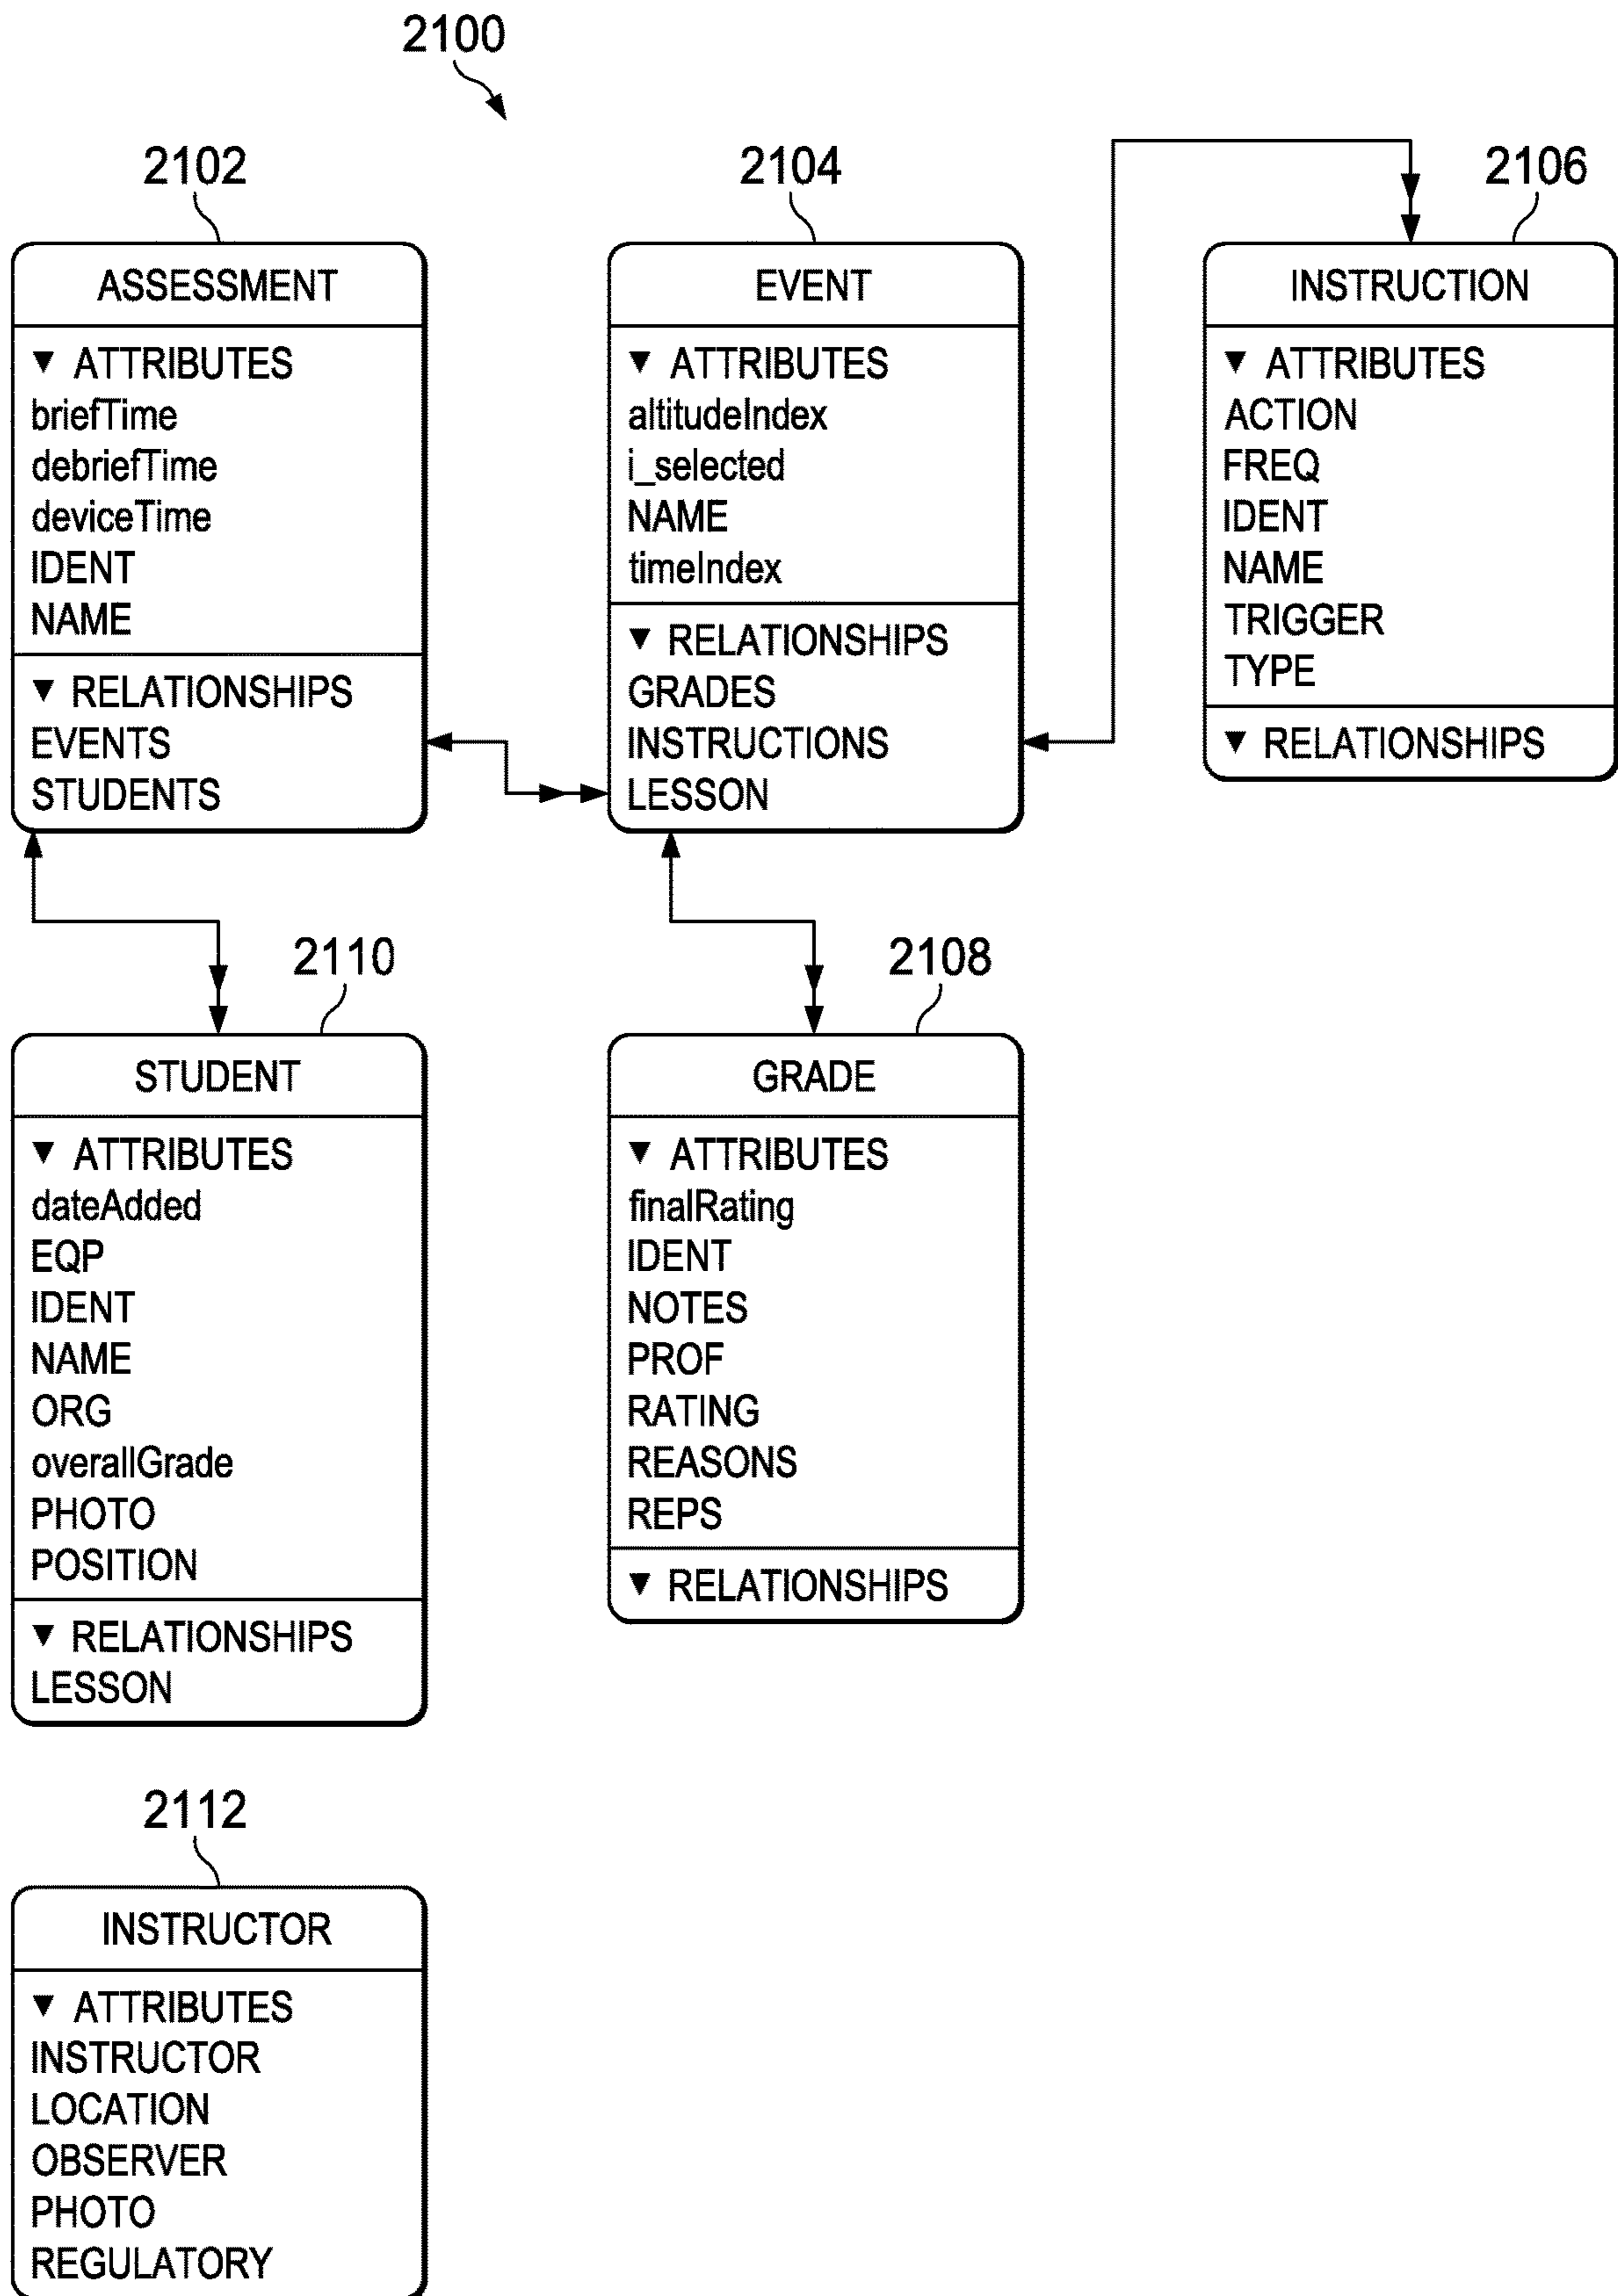 2100
2102
ASSESSMENT
▼ ATTRIBUTES
briefTime
debriefTime
deviceTime
IDENT
NAME
▼ RELATIONSHIPS
EVENTS
STUDENTS
2104
EVENT
▼ ATTRIBUTES
altitudeIndex
i_selected
NAME
timeIndex
▼ RELATIONSHIPS
GRADES
INSTRUCTIONS
LESSON
2106
INSTRUCTION
▼ ATTRIBUTES
ACTION
FREQ
IDENT
NAME
TRIGGER
TYPE
▼ RELATIONSHIPS
2110
STUDENT
▼ ATTRIBUTES
dateAdded
EQP
IDENT
NAME
ORG
overallGrade
PHOTO
POSITION
▼ RELATIONSHIPS
LESSON
2108
GRADE
▼ ATTRIBUTES
finalRating
IDENT
NOTES
PROF
RATING
REASONS
REPS
▼ RELATIONSHIPS
2112
INSTRUCTOR
▼ ATTRIBUTES
INSTRUCTOR
LOCATION
OBSERVER
PHOTO
REGULATORY